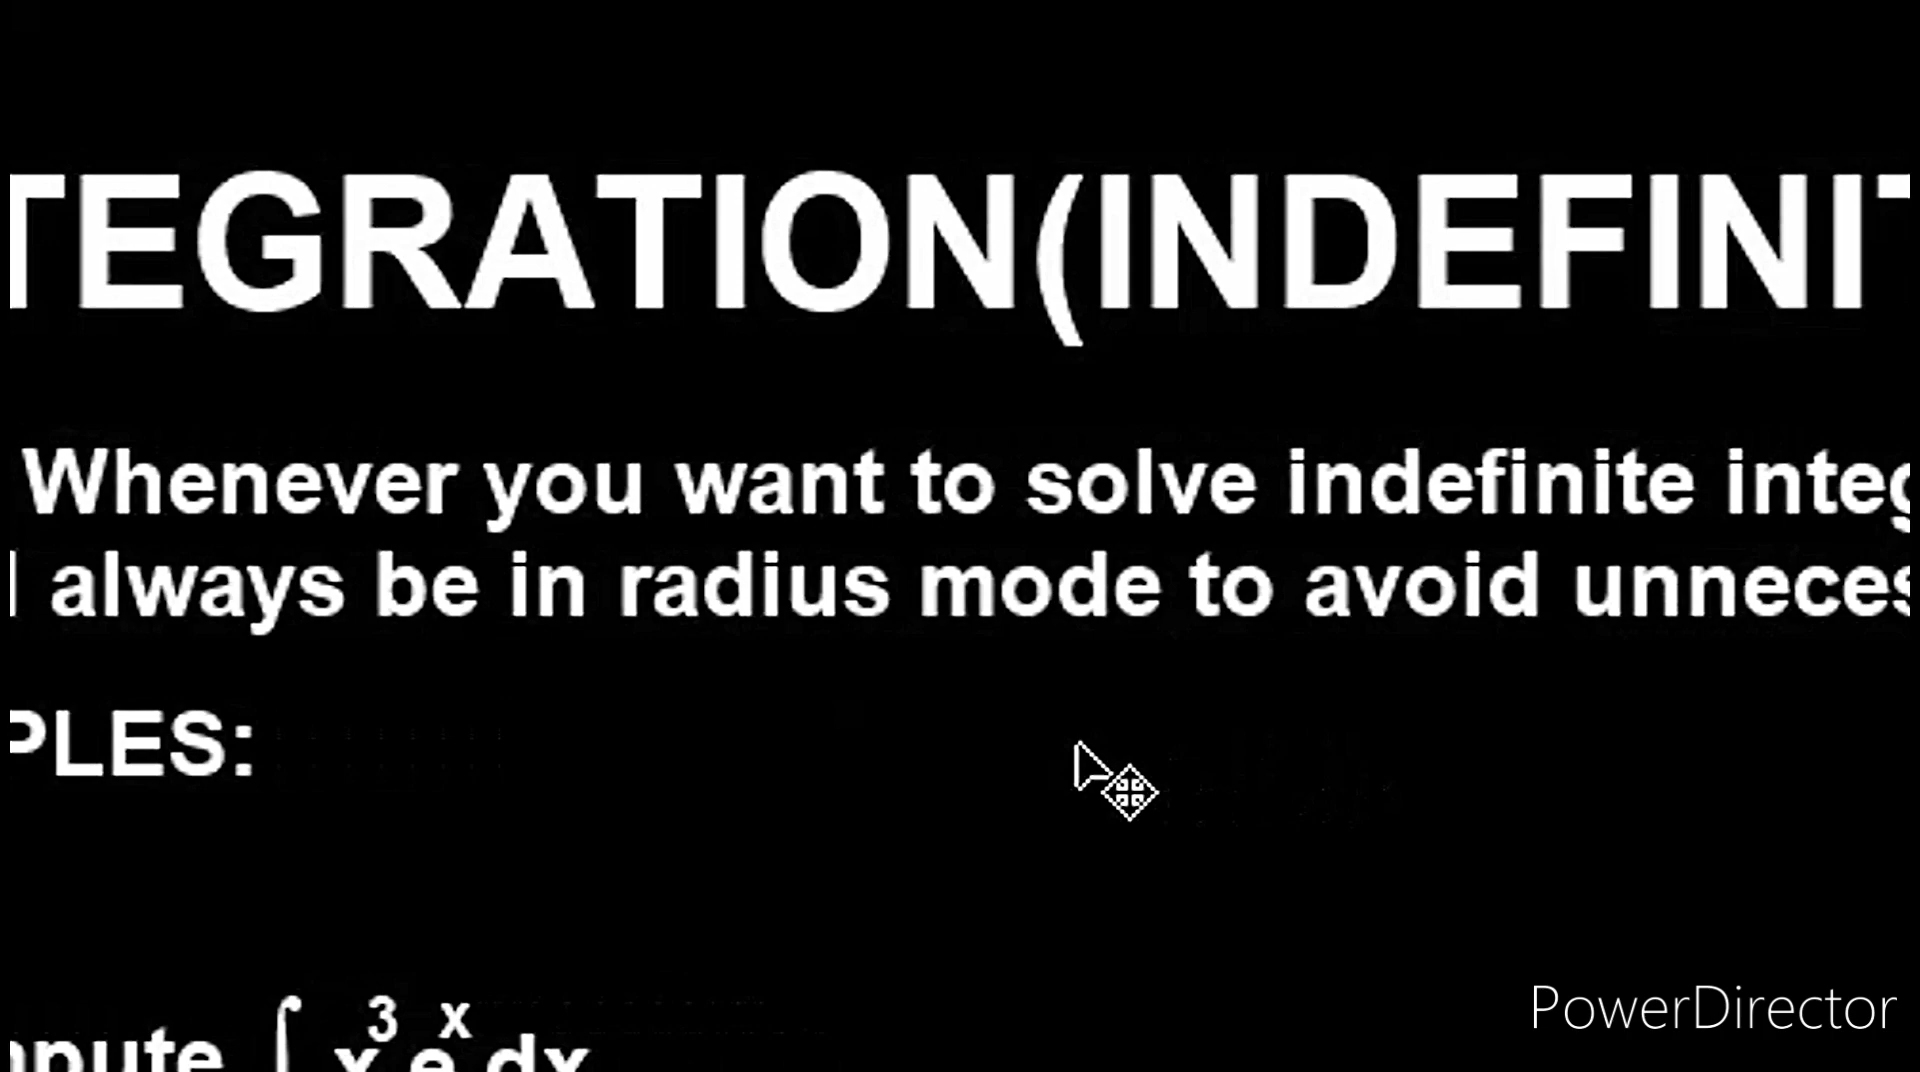 TEGRATION(INDEFINIT
Whenever you want to solve indefinite integ
always be in radius mode to avoid unneces
PLES:
pute ∫ x³eˣdx
PowerDirector